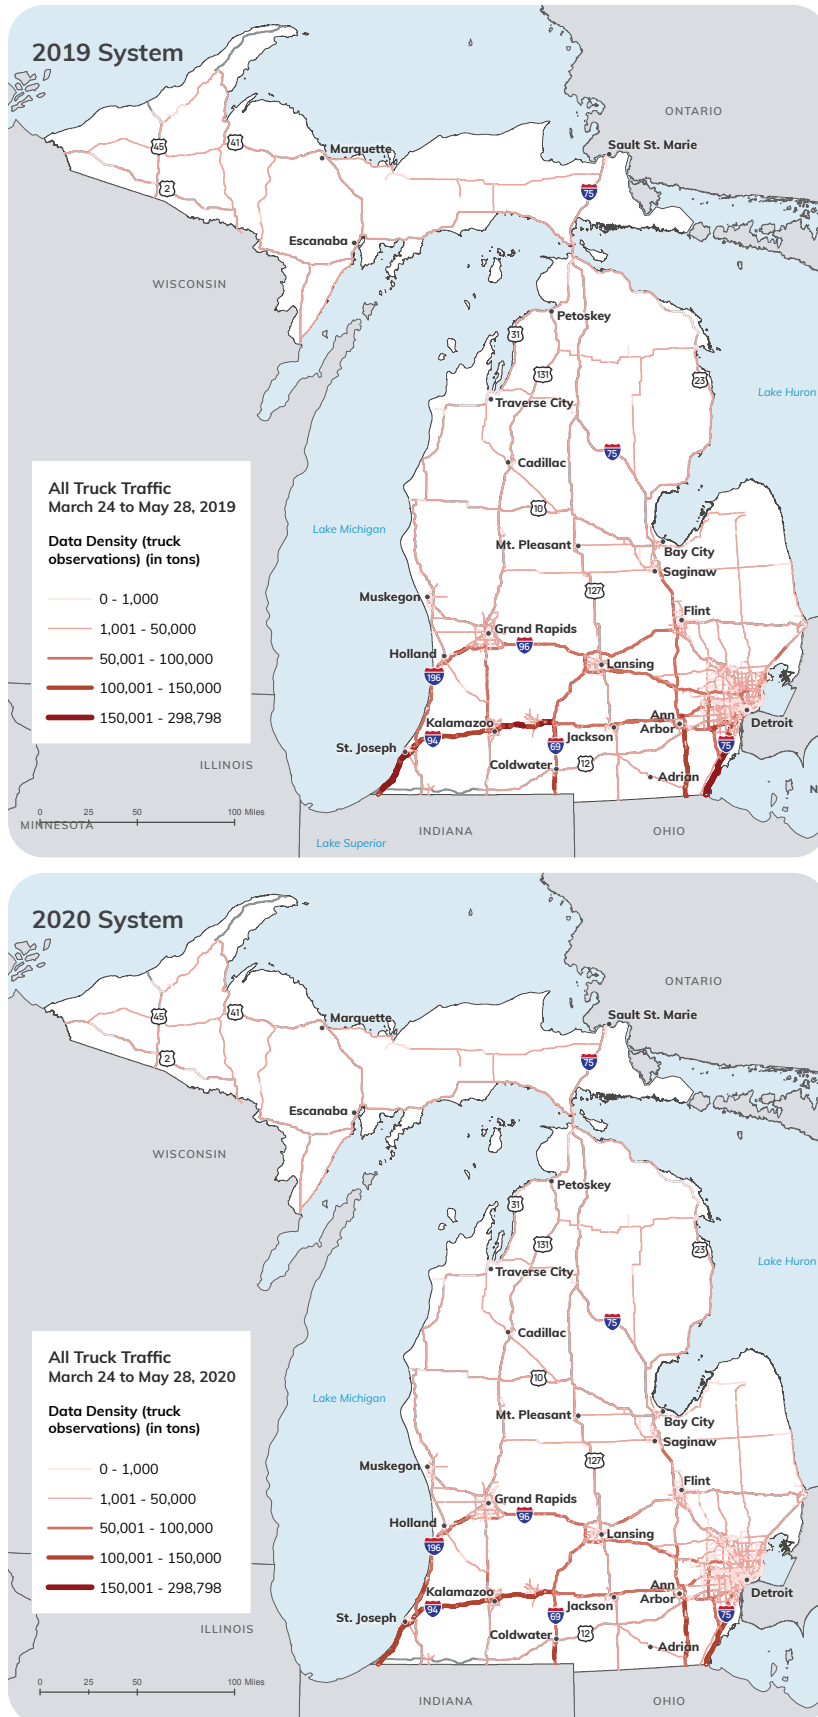 2019 System
ONTARIO
Sault St. Marie
Marquette
45
41
2
75
Escanaba
WISCONSIN
Petoskey
31
131
23
Lake Huron
Traverse City
75
Cadillac
All Truck Traffic
March 24 to May 28, 2019
Data Density (truck
observations) (in tons)
0 - 1,000
1,001 - 50,000
50,001 - 100,000
100,001 - 150,000
150,001 - 298,798
10
Lake Michigan
Mt. Pleasant
Bay City
Saginaw
127
Muskegon
Flint
Grand Rapids
96
Holland
Lansing
196
Kalamazoo
Ann
Arbor
Detroit
94
Jackson
69
75
St. Joseph
Coldwater
12
Adrian
ILLINOIS
N
0 25 50 100 Miles
MINNESOTA
INDIANA
OHIO
Lake Superior
2020 System
ONTARIO
Sault St. Marie
Marquette
45
41
2
75
Escanaba
WISCONSIN
Petoskey
31
131
23
Lake Huron
Traverse City
75
Cadillac
All Truck Traffic
March 24 to May 28, 2020
Data Density (truck
observations) (in tons)
0 - 1,000
1,001 - 50,000
50,001 - 100,000
100,001 - 150,000
150,001 - 298,798
10
Lake Michigan
Mt. Pleasant
Bay City
Saginaw
127
Muskegon
Flint
Grand Rapids
96
Holland
Lansing
196
Kalamazoo
Ann
Arbor
Detroit
94
Jackson
69
75
St. Joseph
Coldwater
12
Adrian
ILLINOIS
0 25 50 100 Miles
INDIANA
OHIO